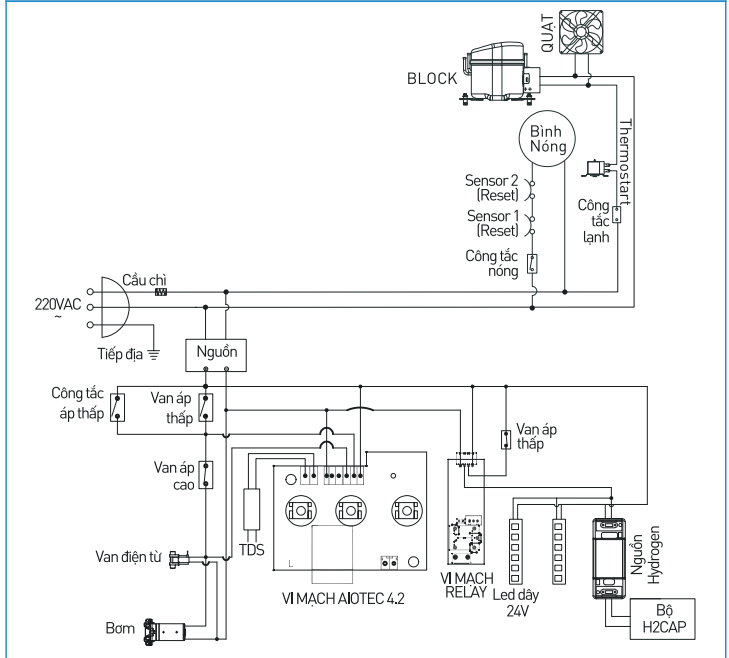 QUẠT
BLOCK
Bình
Nóng
Thermostart
Sensor 2
(Reset)
Sensor 1
(Reset)
Công
tắc
lạnh
Công tắc
nóng
Cầu chì
220VAC
~
Tiếp địa
Nguồn
Công tắc
áp thấp
Van áp
thấp
Van áp
thấp
Van áp
cao
Van điện từ
TDS
L
VỈ MẠCH AIOTEC 4.2
VỈ MẠCH
RELAY
Led dây
24V
Nguồn
Hydrogen
Bơm
Bộ
H2CAP